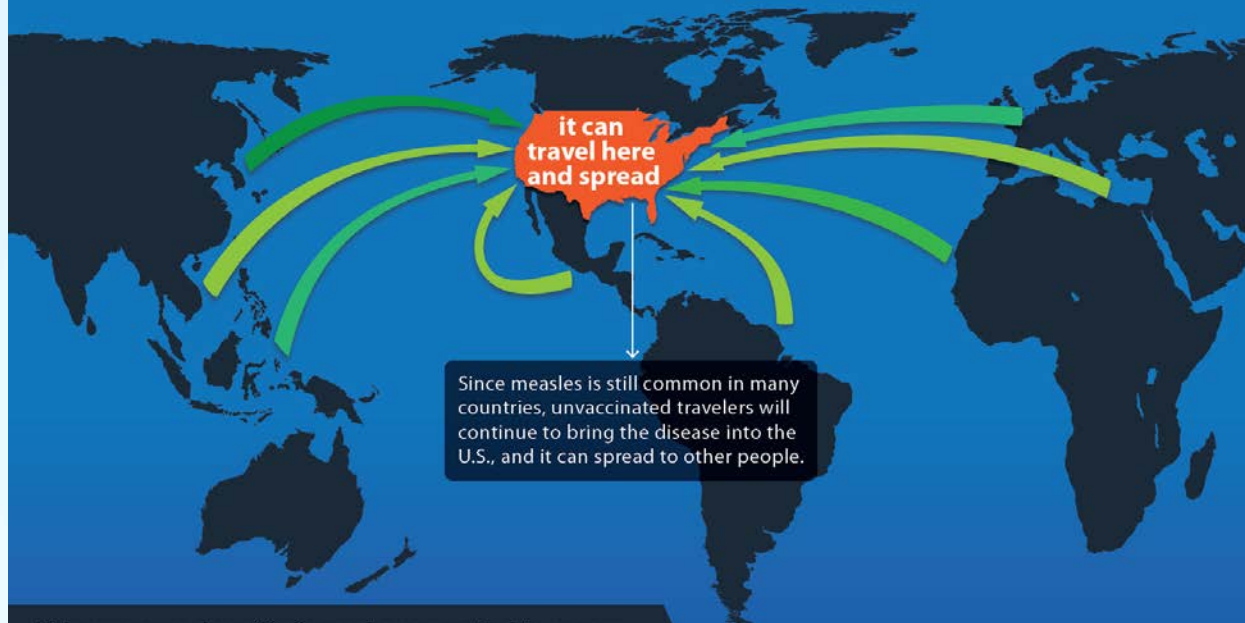 it can
travel here
and spread
Since measles is still common in many
countries, unvaccinated travelers will
continue to bring the disease into the
U.S., and it can spread to other people.